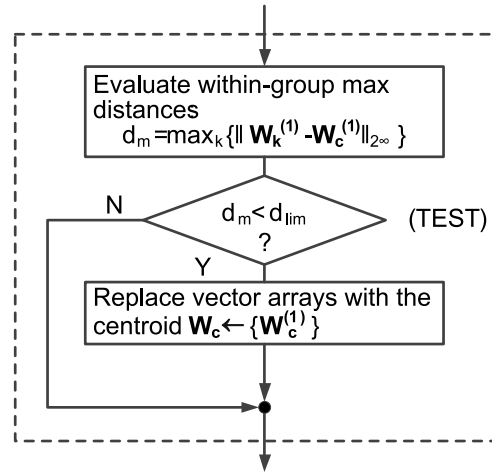 Evaluate within-group max
distances
d_m=max_k{|| W_k^(1) -W_c^(1)||_2∞ }
N
d_m< d_lim
?
(TEST)
Y
Replace vector arrays with the
centroid W_c← {W_c^(1) }